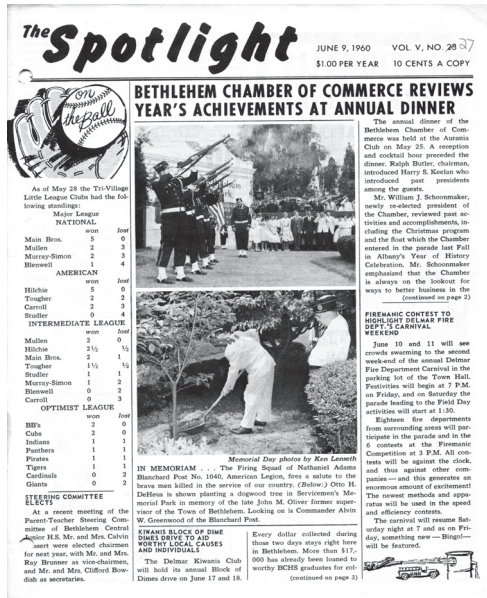 The Spotlight
JUNE 9, 1960 VOL. V, NO. 28 27
$1.00 PER YEAR 10 CENTS A COPY
on
the Ball
As of May 28 the Tri-Village
Little League Clubs had the fol-
lowing standings:
Major League
NATIONAL
won lost
Main Bros. 5 0
Mullen 2 3
Murray-Simon 2 3
Blenwell 1 4
AMERICAN
won lost
Hilchie 5 0
Tougher 2 2
Carroll 2 3
Studler 0 4
INTERMEDIATE LEAGUE
won lost
Mullen 2 0
Hilchie 2½ ½
Main Bros. 2 1
Tougher 1½ ½
Studler 1 1
Murray-Simon 1 2
Blenwell 0 2
Carroll 0 3
OPTIMIST LEAGUE
won lost
BB's 2 0
Cubs 2 0
Indians 1 1
Panthers 1 1
Pirates 1 1
Tigers 1 1
Cardinals 0 2
Giants 0 2
STEERING COMMITTEE
ELECTS
At a recent meeting of the
Parent-Teacher Steering Com-
mittee of Bethlehem Central
Junior H.S. Mr. and Mrs. Calvin
were elected chairmen
for next year, with Mr. and Mrs.
Ray Brunner as vice-chairmen,
and Mr. and Mrs. Clifford Bow-
dish as secretaries.
BETHLEHEM CHAMBER OF COMMERCE REVIEWS
YEAR'S ACHIEVEMENTS AT ANNUAL DINNER
Memorial Day photos by Ken Lenseth
IN MEMORIAM . . . The Firing Squad of Nathaniel Adams
Blanchard Post No. 1040, American Legion, fires a salute to the
brave men killed in the service of our country. (Below:) Otto H.
DeHeus is shown planting a dogwood tree in Servicemen's Me-
morial Park in memory of the late John M. Oliver former super-
visor of the Town of Bethlehem. Looking on is Commander Alvin
W. Greenwood of the Blanchard Post.
KIWANIS BLOCK OF DIME
DIMES DRIVE TO AID
WORTHY LOCAL CAUSES
AND INDIVIDUALS
The Delmar Kiwanis Club
will hold its annual Block of
Dimes drive on June 17 and 18.
Every dollar collected during
those two days stays right here
in Bethlehem. More than $17,-
000 has already been loaned to
worthy BCHS graduates for col-
(continued on page 3)
The annual dinner of the
Bethlehem Chamber of Com-
merce was held at the Aurania
Club on May 25. A reception
and cocktail hour preceded the
dinner. Ralph Butler, chairman,
introduced Harry S. Keelan who
introduced past presidents
among the guests.
Mr. William J. Schoonmaker,
newly re-elected president of
the Chamber, reviewed past ac-
tivities and accomplishments, in-
cluding the Christmas program
and the float which the Chamber
entered in the parade last Fall
in Albany's Year of History
Celebration. Mr. Schoonmaker
emphasized that the Chamber
is always on the lookout for
ways to better business in the
(continued on page 2)
FIREMANIC CONTEST TO
HIGHLIGHT DELMAR FIRE
DEPT.'S CARNIVAL
WEEKEND
June 10 and 11 will see
crowds swarming to the second
week-end of the annual Delmar
Fire Department Carnival in the
parking lot of the Town Hall.
Festivities will begin at 7 P.M.
on Friday, and on Saturday the
parade leading to the Field Day
activities will start at 1:30.
Eighteen fire departments
from surrounding areas will par-
ticipate in the parade and in the
6 contests at the Firemanic
Competition at 3 P.M. All con-
tests will be against the clock,
and thus against other com-
panies — and this generates an
enormous amount of excitement!
The newest methods and appa-
ratus will be used in the speed
and efficiency contests.
The carnival will resume Sat-
urday night at 7 and as on Fri-
day, something new — Bingo! —
will be featured.